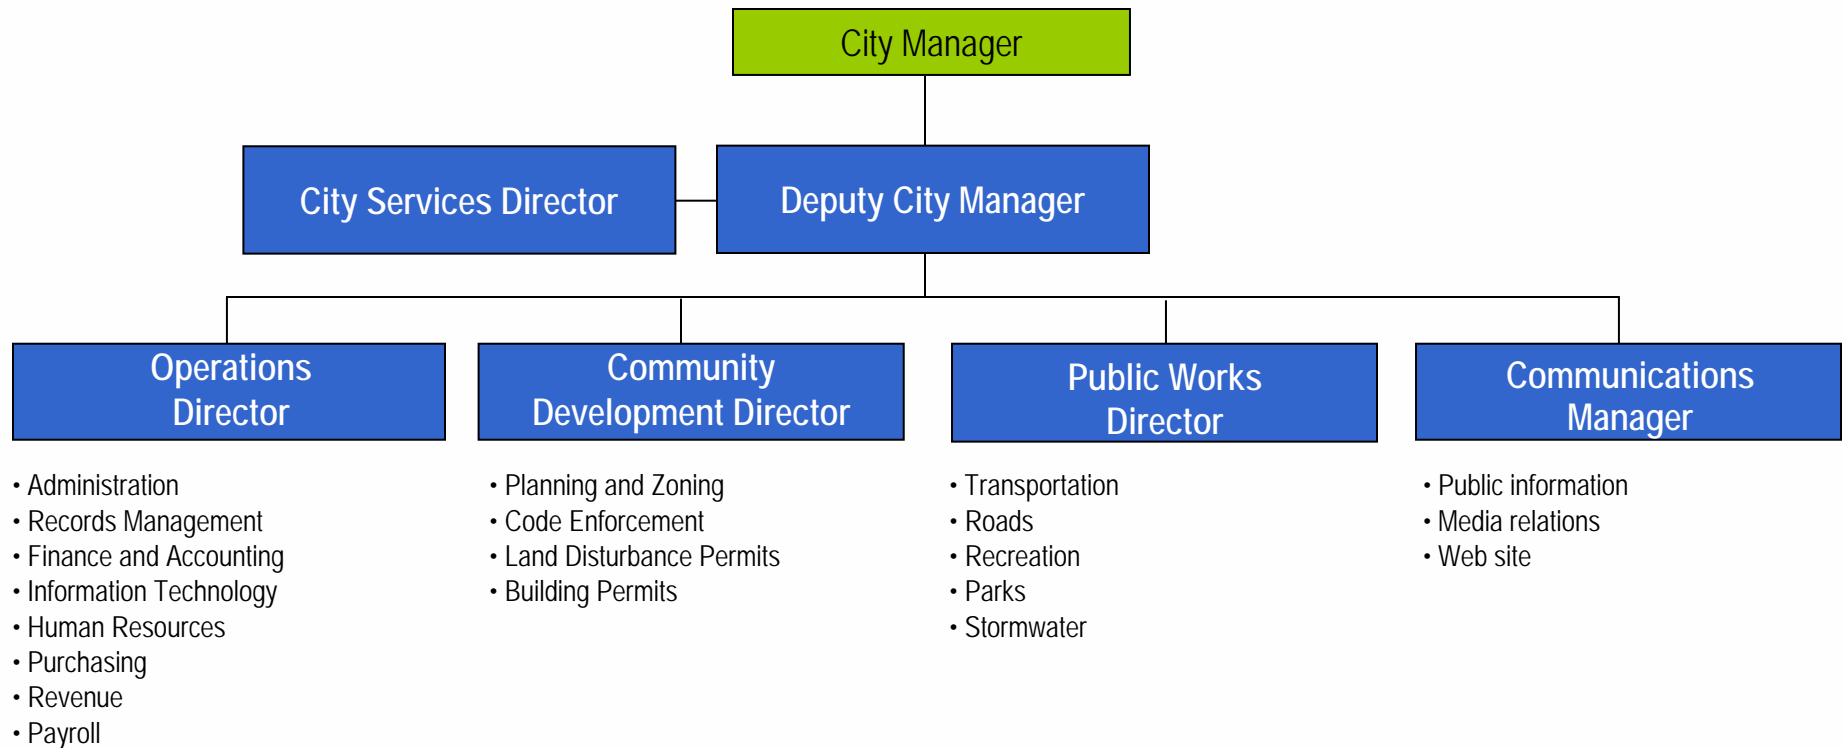 City Manager
City Services Director
Deputy City Manager
Operations
Director
Community
Development Director
Public Works
Director
Communications
Manager
• Administration
• Records Management
• Finance and Accounting
• Information Technology
• Human Resources
• Purchasing
• Revenue
• Payroll
• Planning and Zoning
• Code Enforcement
• Land Disturbance Permits
• Building Permits
• Transportation
• Roads
• Recreation
• Parks
• Stormwater
• Public information
• Media relations
• Web site